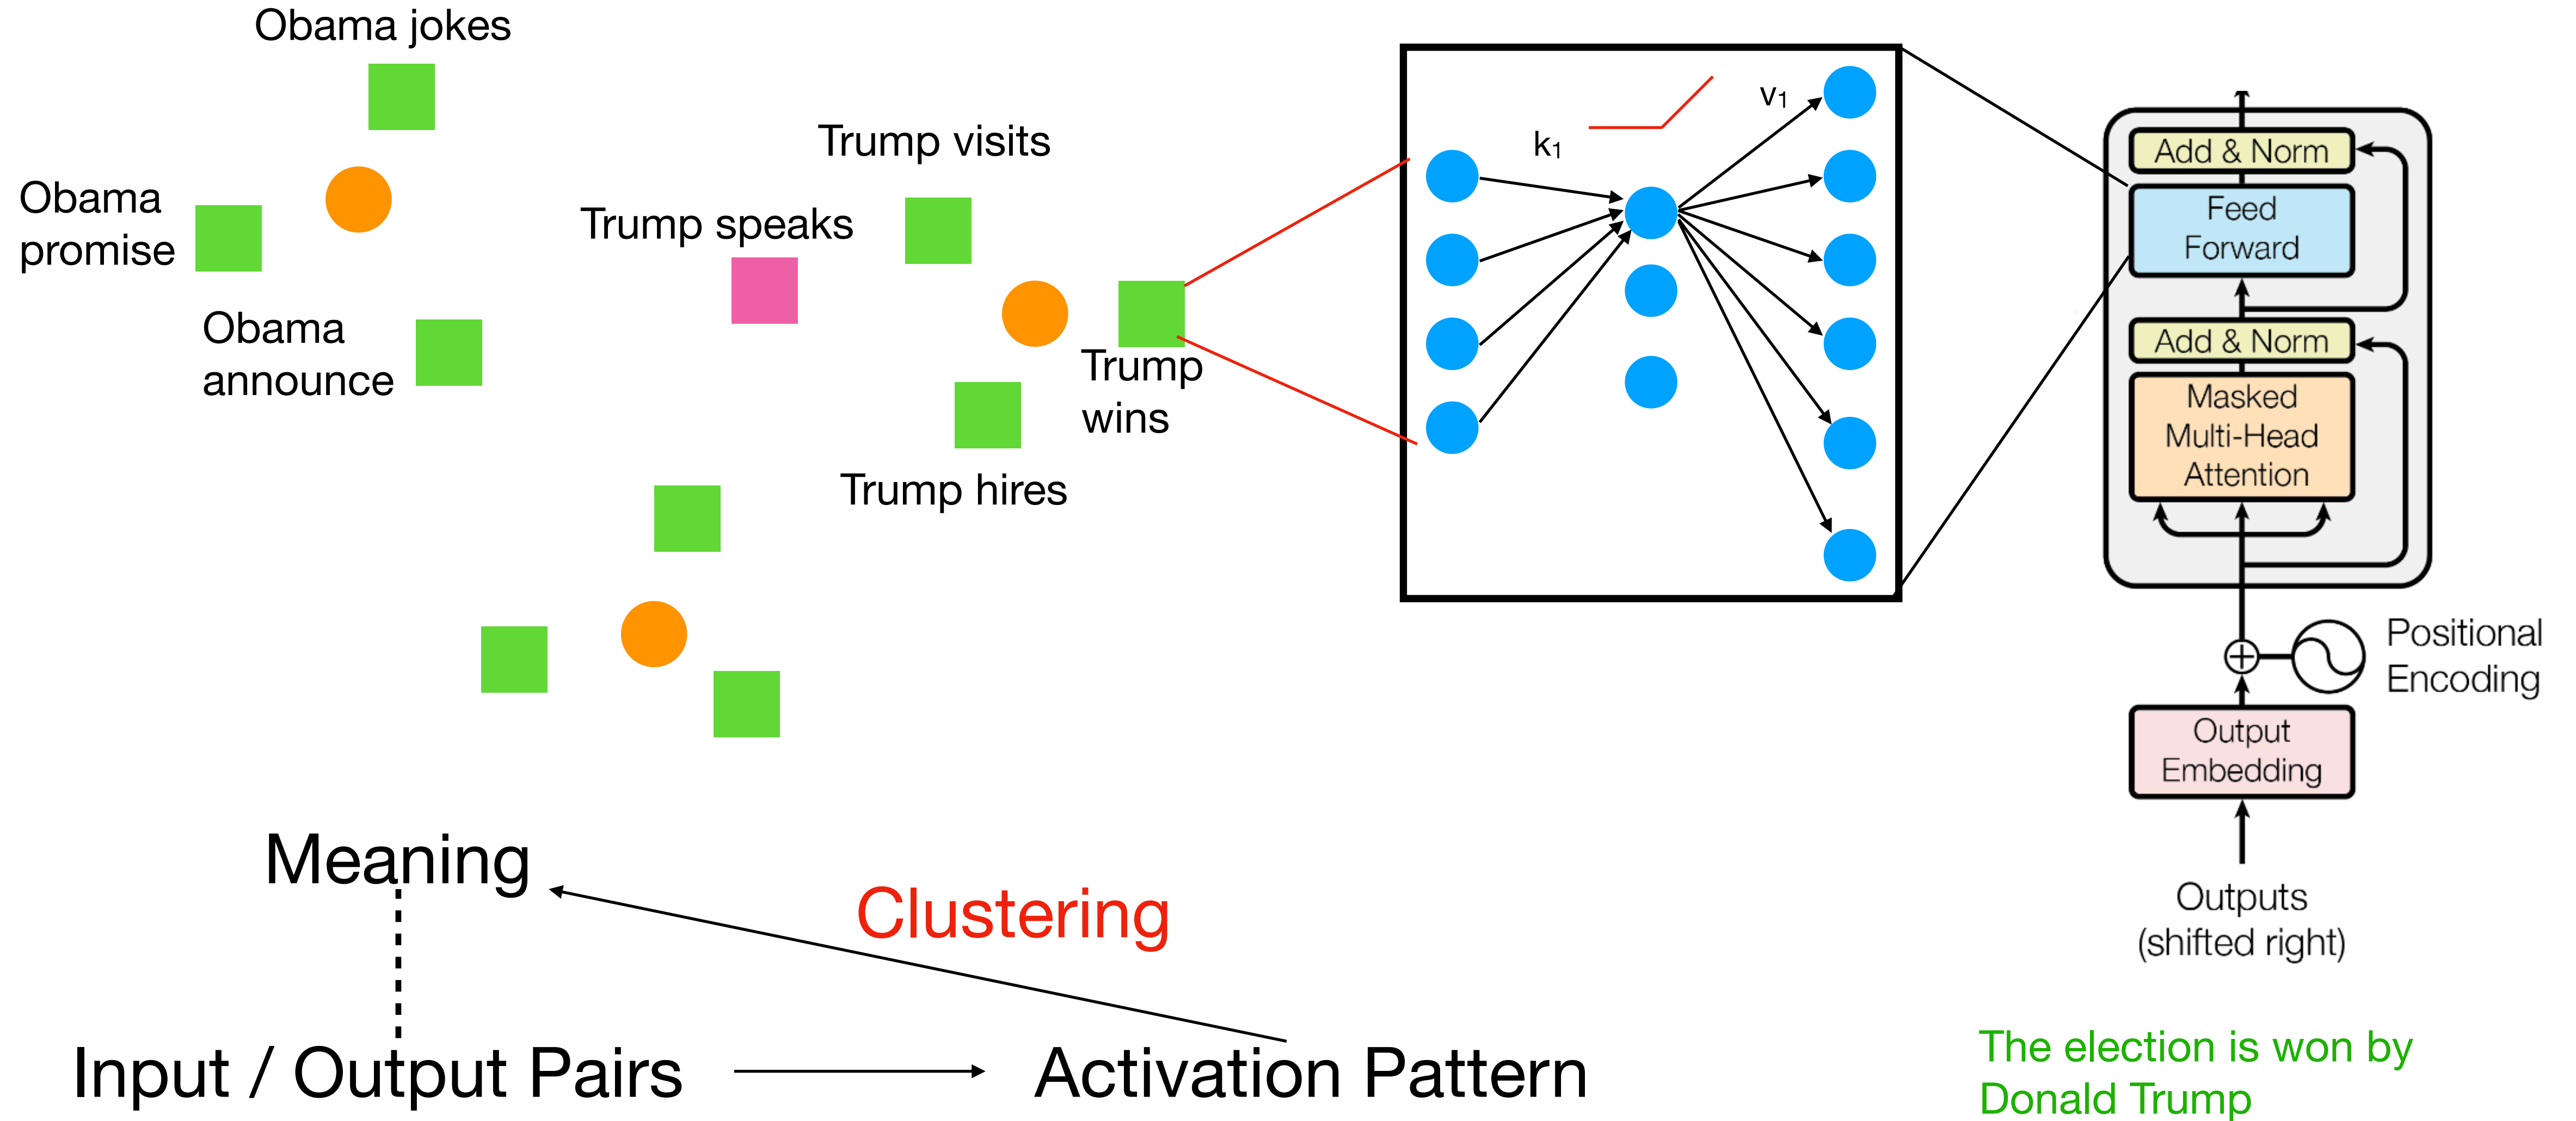 Obama jokes
Obama
promise
Obama
announce
Trump visits
Trump speaks
Trump
wins
Trump hires
k₁
v₁
Add & Norm
Feed
Forward
Add & Norm
Masked
Multi-Head
Attention
Positional
Encoding
Output
Embedding
Outputs
(shifted right)
Meaning
Clustering
Input / Output Pairs
Activation Pattern
The election is won by
Donald Trump